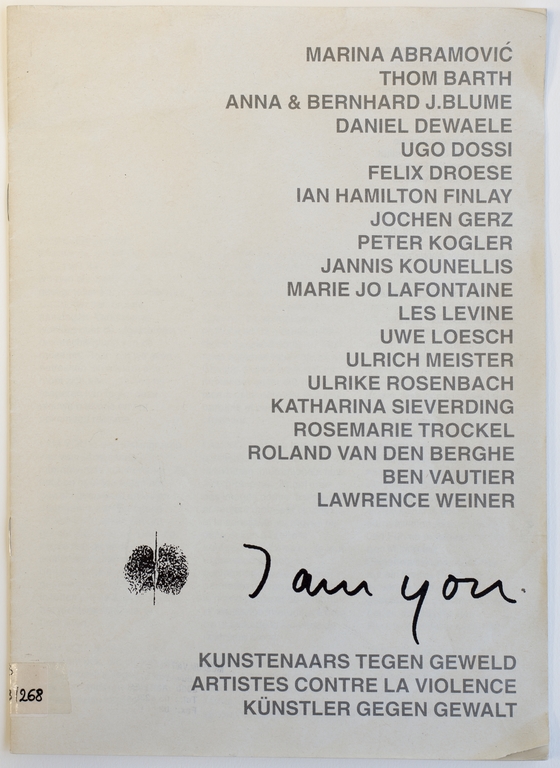 MARINA ABRAMOVIĆ
THOM BARTH
ANNA & BERNHARD J.BLUME
DANIEL DEWAELE
UGO DOSSI
FELIX DROESE
IAN HAMILTON FINLAY
JOCHEN GERZ
PETER KOGLER
JANNIS KOUNELLIS
MARIE JO LAFONTAINE
LES LEVINE
UWE LOESCH
ULRICH MEISTER
ULRIKE ROSENBACH
KATHARINA SIEVERDING
ROSEMARIE TROCKEL
ROLAND VAN DEN BERGHE
BEN VAUTIER
LAWRENCE WEINER
I am you.
KUNSTENAARS TEGEN GEWELD
ARTISTES CONTRE LA VIOLENCE
KÜNSTLER GEGEN GEWALT
/268